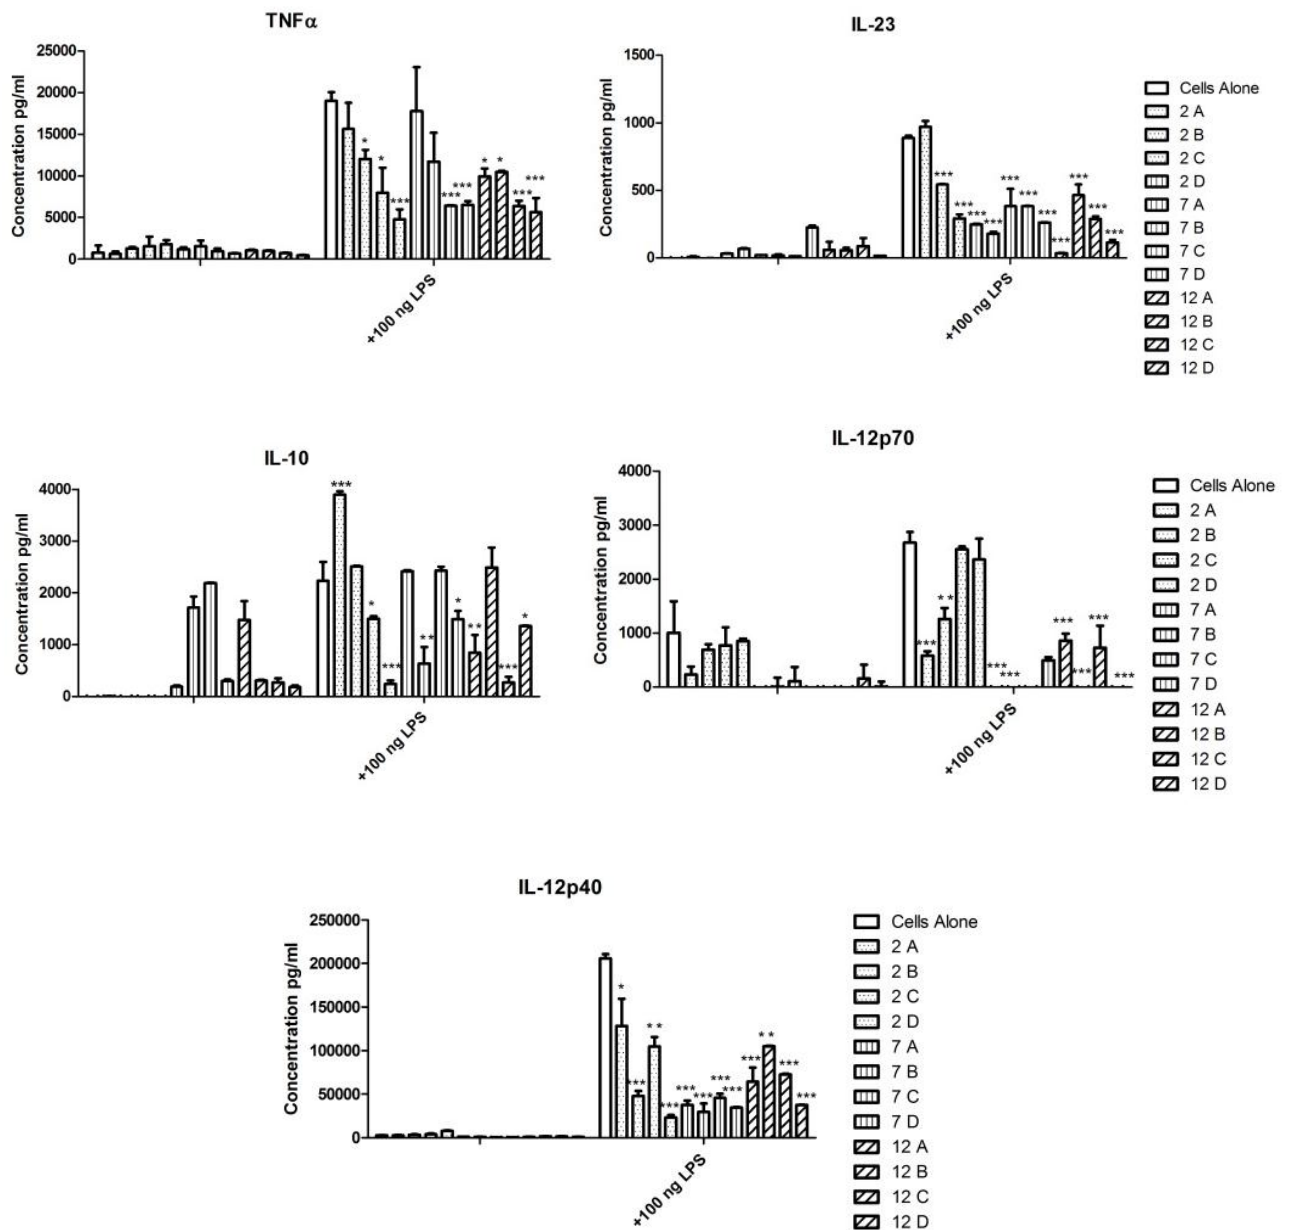 TNFα
Concentration pg/ml
25000
20000
15000
10000
5000
0
* * *** *** *** * * *** ***
+100 ng LPS
IL-23
Concentration pg/ml
1500
1000
500
0
*** *** *** *** *** *** *** *** *** *** ***
+100 ng LPS
Cells Alone
2 A
2 B
2 C
2 D
7 A
7 B
7 C
7 D
12 A
12 B
12 C
12 D
IL-10
Concentration pg/ml
4000
3000
2000
1000
0
*** * *** ** * ** *** *
+100 ng LPS
IL-12p70
Concentration pg/ml
4000
3000
2000
1000
0
*** ** *** *** *** *** *** ***
+100 ng LPS
Cells Alone
2 A
2 B
2 C
2 D
7 A
7 B
7 C
7 D
12 A
12 B
12 C
12 D
IL-12p40
Concentration pg/ml
250000
200000
150000
100000
50000
0
* *** ** *** *** *** *** *** *** ** *** ***
+100 ng LPS
Cells Alone
2 A
2 B
2 C
2 D
7 A
7 B
7 C
7 D
12 A
12 B
12 C
12 D